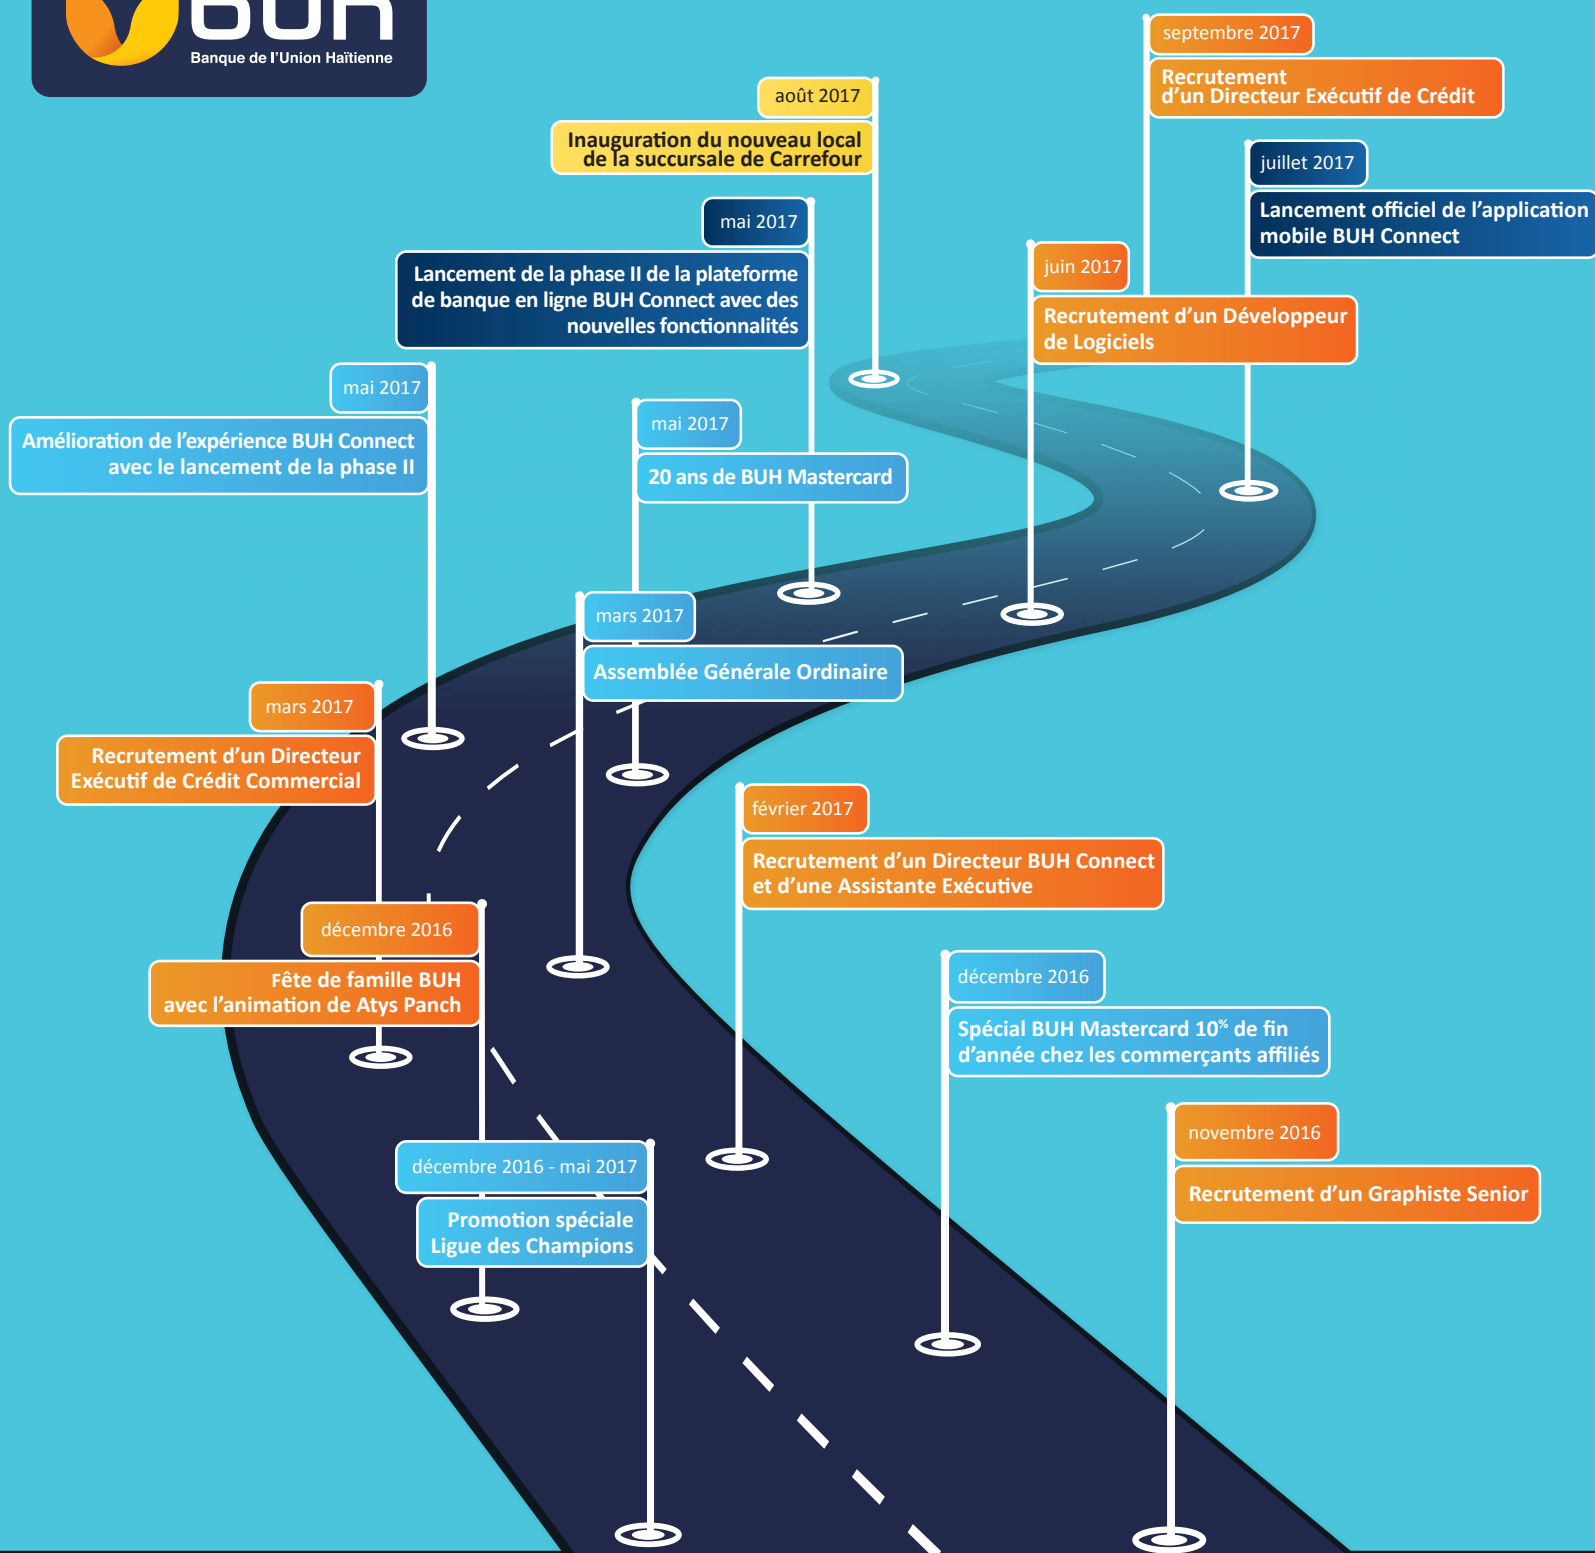 BUH
Banque de l'Union Haïtienne
septembre 2017
Recrutement
d'un Directeur Exécutif de Crédit
août 2017
Inauguration du nouveau local
de la succursale de Carrefour
juillet 2017
Lancement officiel de l'application
mobile BUH Connect
mai 2017
Lancement de la phase II de la plateforme
de banque en ligne BUH Connect avec des
nouvelles fonctionnalités
juin 2017
Recrutement d'un Développeur
de Logiciels
mai 2017
Amélioration de l'expérience BUH Connect
avec le lancement de la phase II
mai 2017
20 ans de BUH Mastercard
mars 2017
Assemblée Générale Ordinaire
mars 2017
Recrutement d'un Directeur
Exécutif de Crédit Commercial
février 2017
Recrutement d'un Directeur BUH Connect
et d'une Assistante Exécutive
décembre 2016
Fête de famille BUH
avec l'animation de Atys Panch
décembre 2016
Spécial BUH Mastercard 10% de fin
d'année chez les commerçants affiliés
novembre 2016
Recrutement d'un Graphiste Senior
décembre 2016 - mai 2017
Promotion spéciale
Ligue des Champions